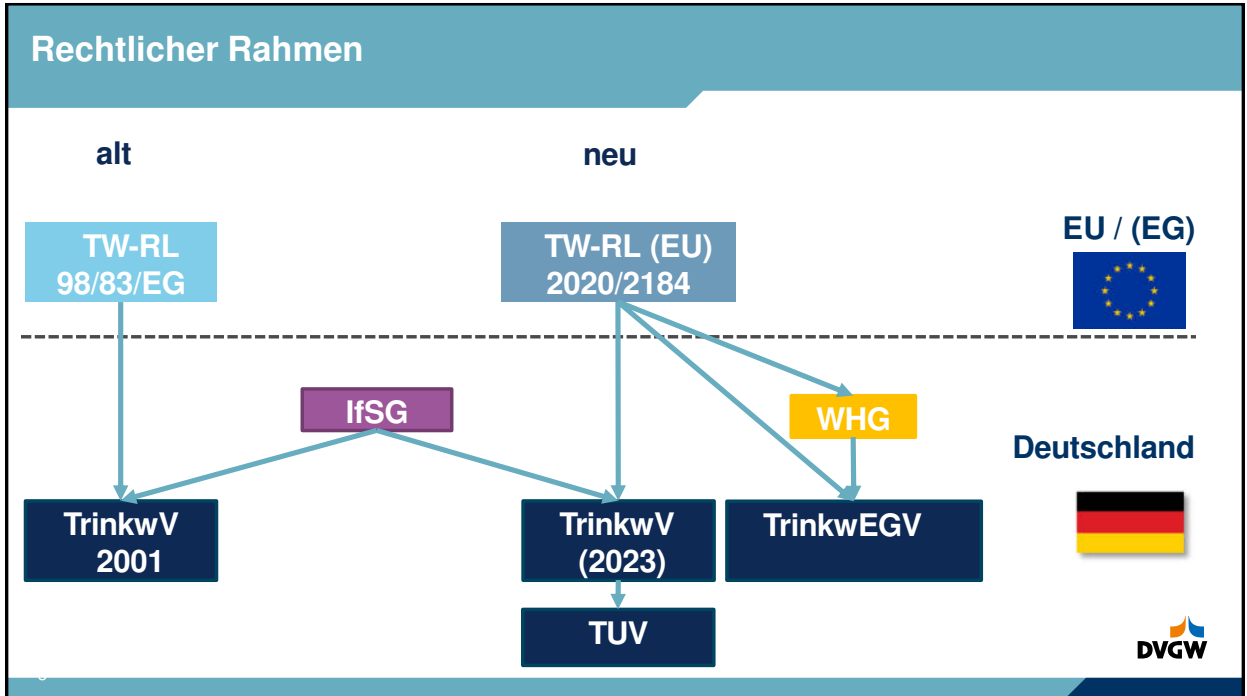 Rechtlicher Rahmen
alt
neu
TW-RL
98/83/EG
TW-RL (EU)
2020/2184
EU / (EG)
IfSG
WHG
Deutschland
TrinkwV
2001
TrinkwV
(2023)
TrinkwEGV
TUV
DVGW